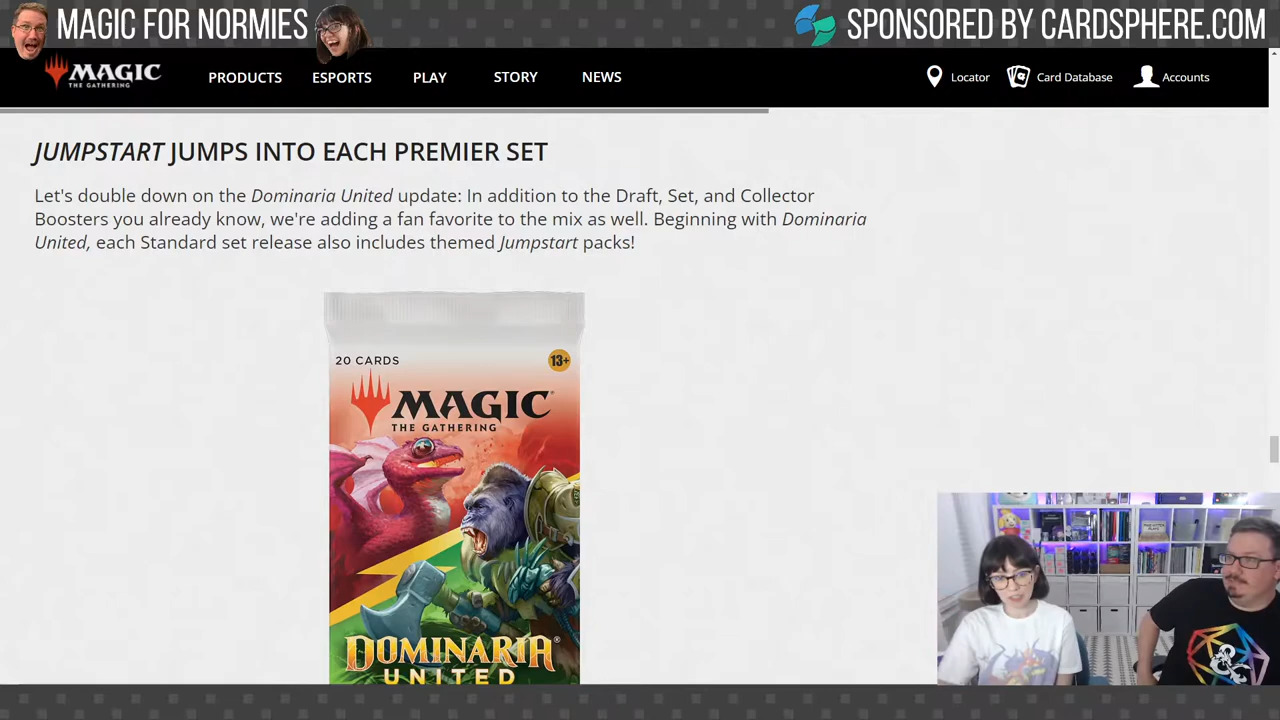 MAGIC FOR NORMIES
SPONSORED BY CARDSPHERE.COM
MAGIC
THE GATHERING
PRODUCTS ESPORTS PLAY STORY NEWS
Locator Card Database Accounts
JUMPSTART JUMPS INTO EACH PREMIER SET
Let's double down on the Dominaria United update: In addition to the Draft, Set, and Collector
Boosters you already know, we're adding a fan favorite to the mix as well. Beginning with Dominaria
United, each Standard set release also includes themed Jumpstart packs!
20 CARDS 13+
MAGIC
THE GATHERING
DOMINARIA
UNITED